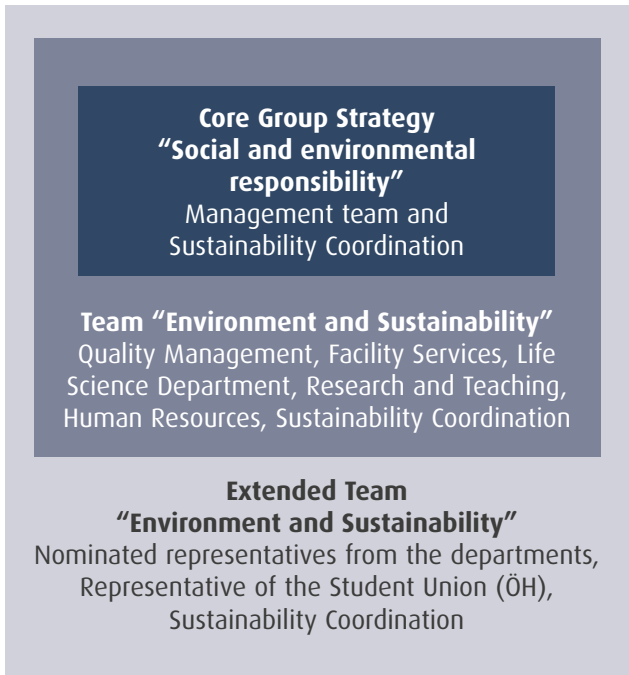 Core Group Strategy
“Social and environmental
responsibility”
Management team and
Sustainability Coordination
Team “Environment and Sustainability”
Quality Management, Facility Services, Life
Science Department, Research and Teaching,
Human Resources, Sustainability Coordination
Extended Team
“Environment and Sustainability”
Nominated representatives from the departments,
Representative of the Student Union (ÖH),
Sustainability Coordination